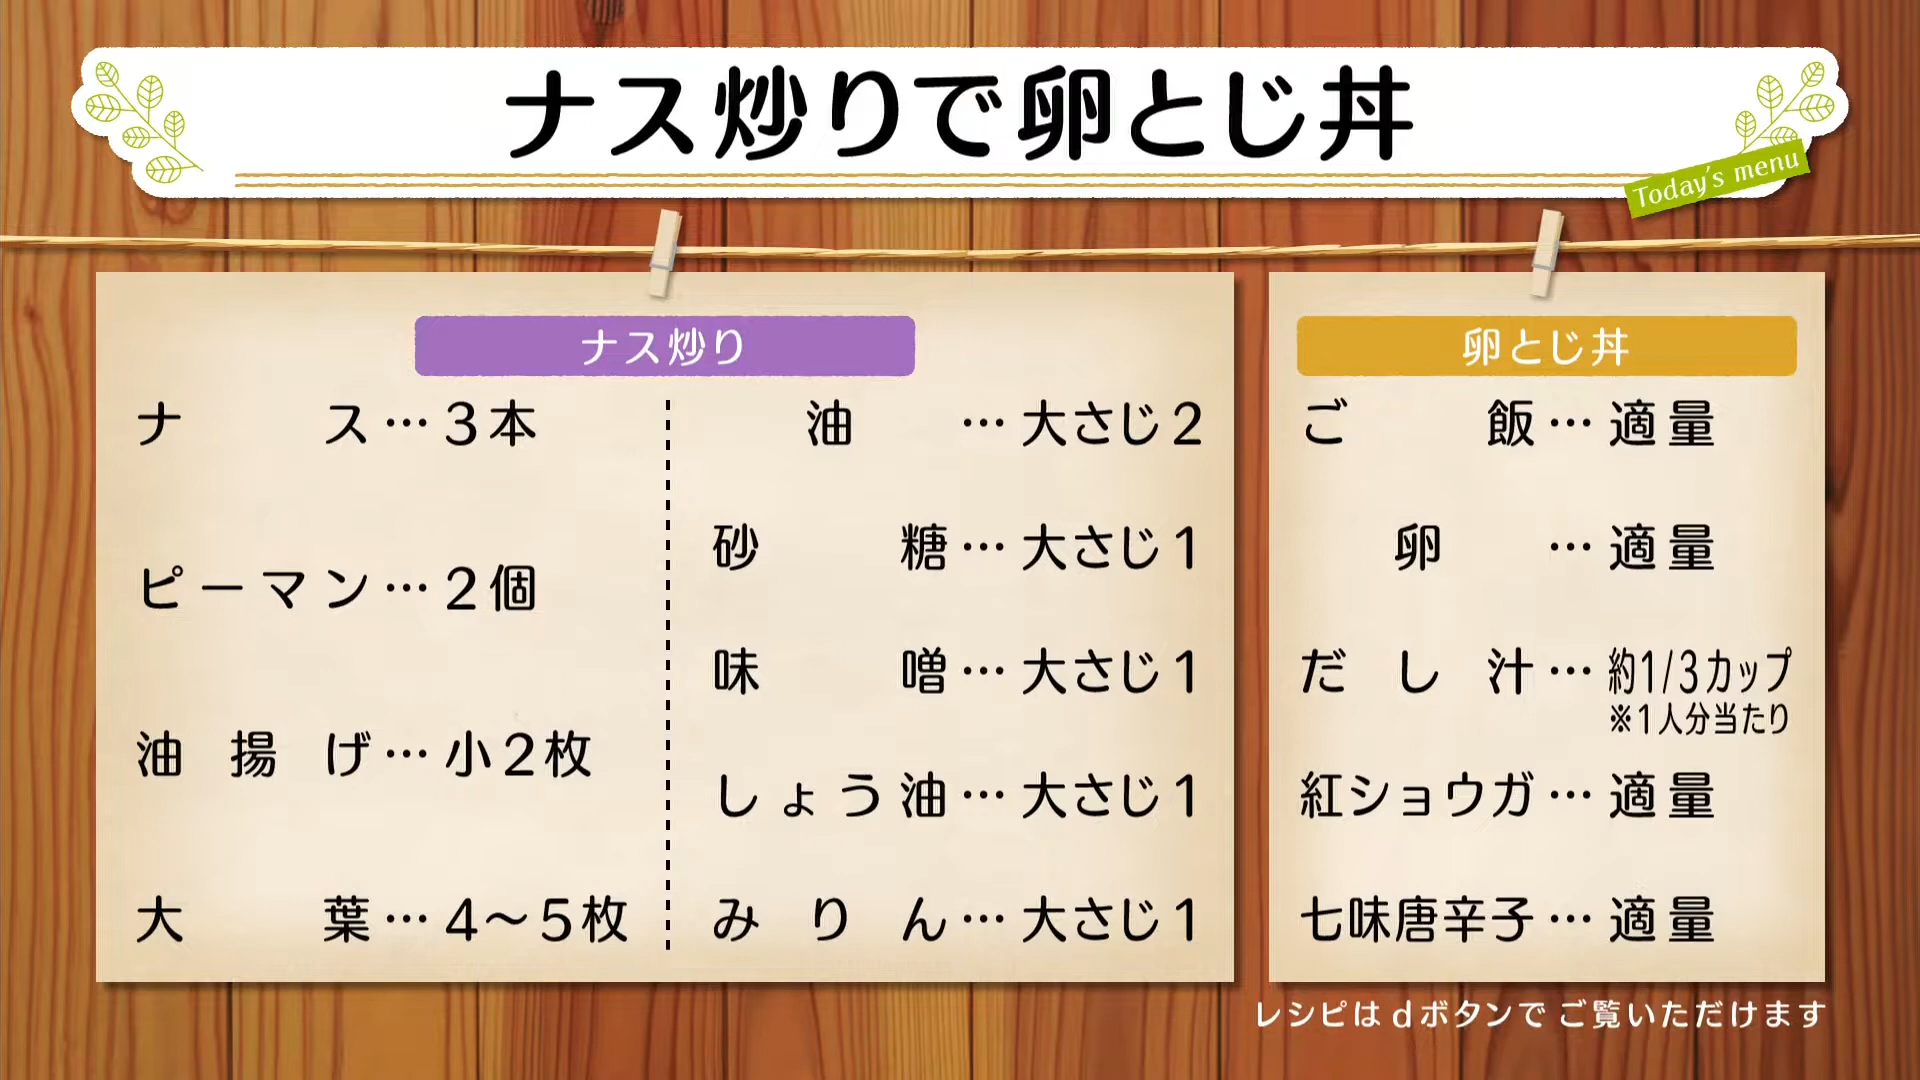 ナス炒りで卵とじ丼
Today's menu
ナス炒り
ナス…3本
ピーマン…2個
油揚げ…小2枚
大葉…4〜5枚
油…大さじ2
砂糖…大さじ1
味噌…大さじ1
しょう油…大さじ1
みりん…大さじ1
卵とじ丼
ご飯…適量
卵…適量
だし汁…約1/3カップ
※1人分当たり
紅ショウガ…適量
七味唐辛子…適量
レシピはdボタンでご覧いただけます